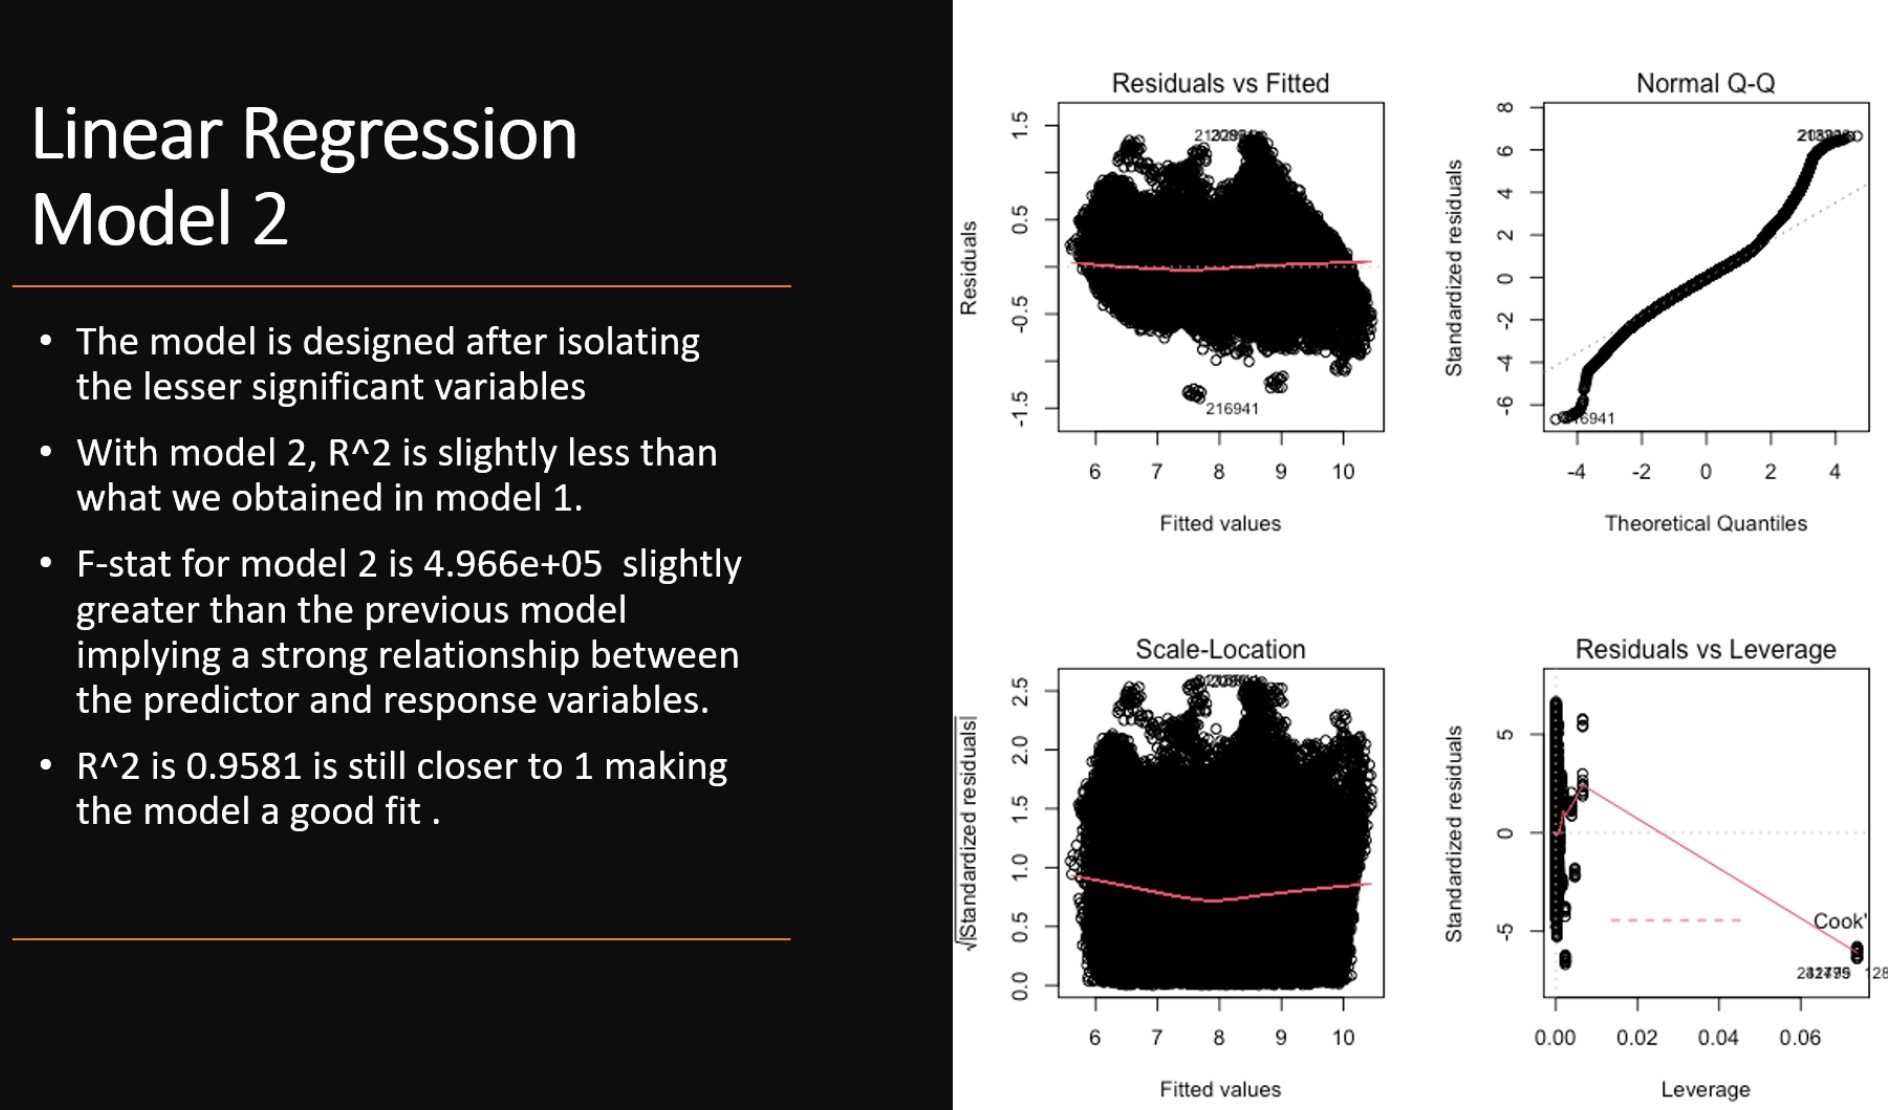 Linear Regression
Model 2
• The model is designed after isolating
the lesser significant variables
• With model 2, R^2 is slightly less than
what we obtained in model 1.
• F-stat for model 2 is 4.966e+05  slightly
greater than the previous model
implying a strong relationship between
the predictor and response variables.
• R^2 is 0.9581 is still closer to 1 making
the model a good fit .
Residuals vs Fitted
Residuals
1.5
0.5
-0.5
-1.5
216941
6 7 8 9 10
Fitted values
Normal Q-Q
Standardized residuals
8
6
4
2
0
-2
-4
-6
-4 -2 0 2 4
Theoretical Quantiles
Scale-Location
√|Standardized residuals|
2.5
2.0
1.5
1.0
0.5
0.0
6 7 8 9 10
Fitted values
Residuals vs Leverage
Standardized residuals
5
0
-5
Cook'
128
0.00 0.02 0.04 0.06
Leverage